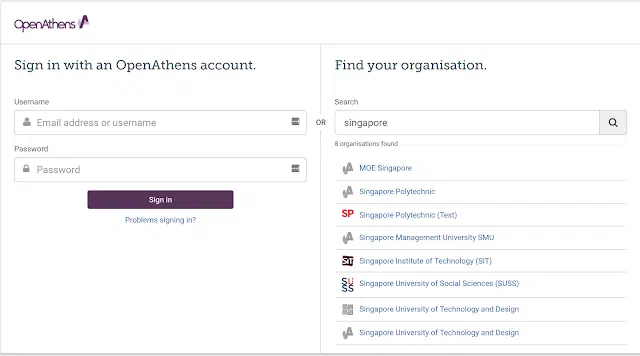 OpenAthens
Sign in with an OpenAthens account.
Username
Email address or username
Password
Password
Sign in
Problems signing in?
OR
Find your organisation.
Search
singapore
8 organisations found
MOE Singapore
Singapore Polytechnic
SP Singapore Polytechnic (Test)
Singapore Management University SMU
SIT Singapore Institute of Technology (SIT)
SUSS Singapore University of Social Sciences (SUSS)
Singapore University of Technology and Design
Singapore University of Technology and Design